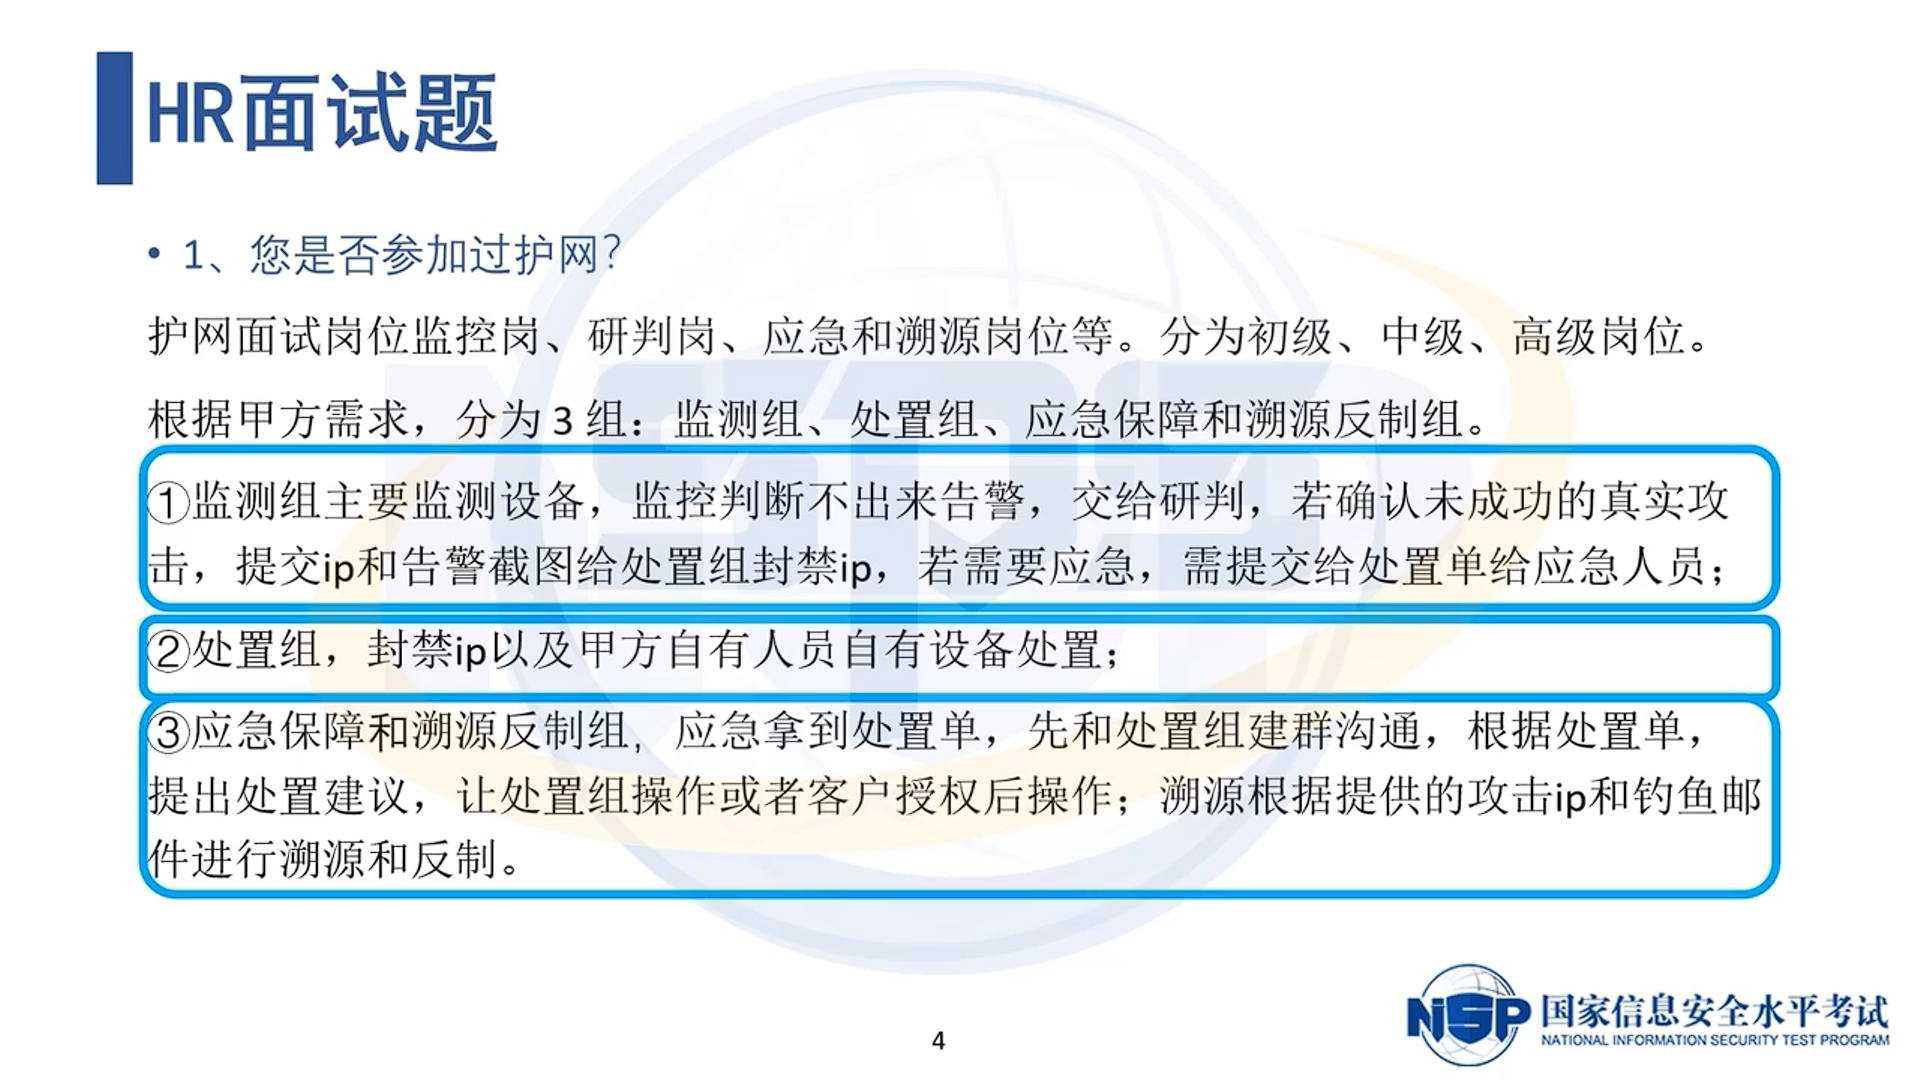 HR面试题
• 1、您是否参加过护网？
护网面试岗位监控岗、研判岗、应急和溯源岗位等。分为初级、中级、高级岗位。
根据甲方需求，分为 3 组：监测组、处置组、应急保障和溯源反制组。
①监测组主要监测设备，监控判断不出来告警，交给研判，若确认未成功的真实攻
击，提交ip和告警截图给处置组封禁ip，若需要应急，需提交给处置单给应急人员；
②处置组，封禁ip以及甲方自有人员自有设备处置；
③应急保障和溯源反制组，应急拿到处置单，先和处置组建群沟通，根据处置单，
提出处置建议，让处置组操作或者客户授权后操作；溯源根据提供的攻击ip和钓鱼邮
件进行溯源和反制。
NISP 国家信息安全水平考试
NATIONAL INFORMATION SECURITY TEST PROGRAM
4